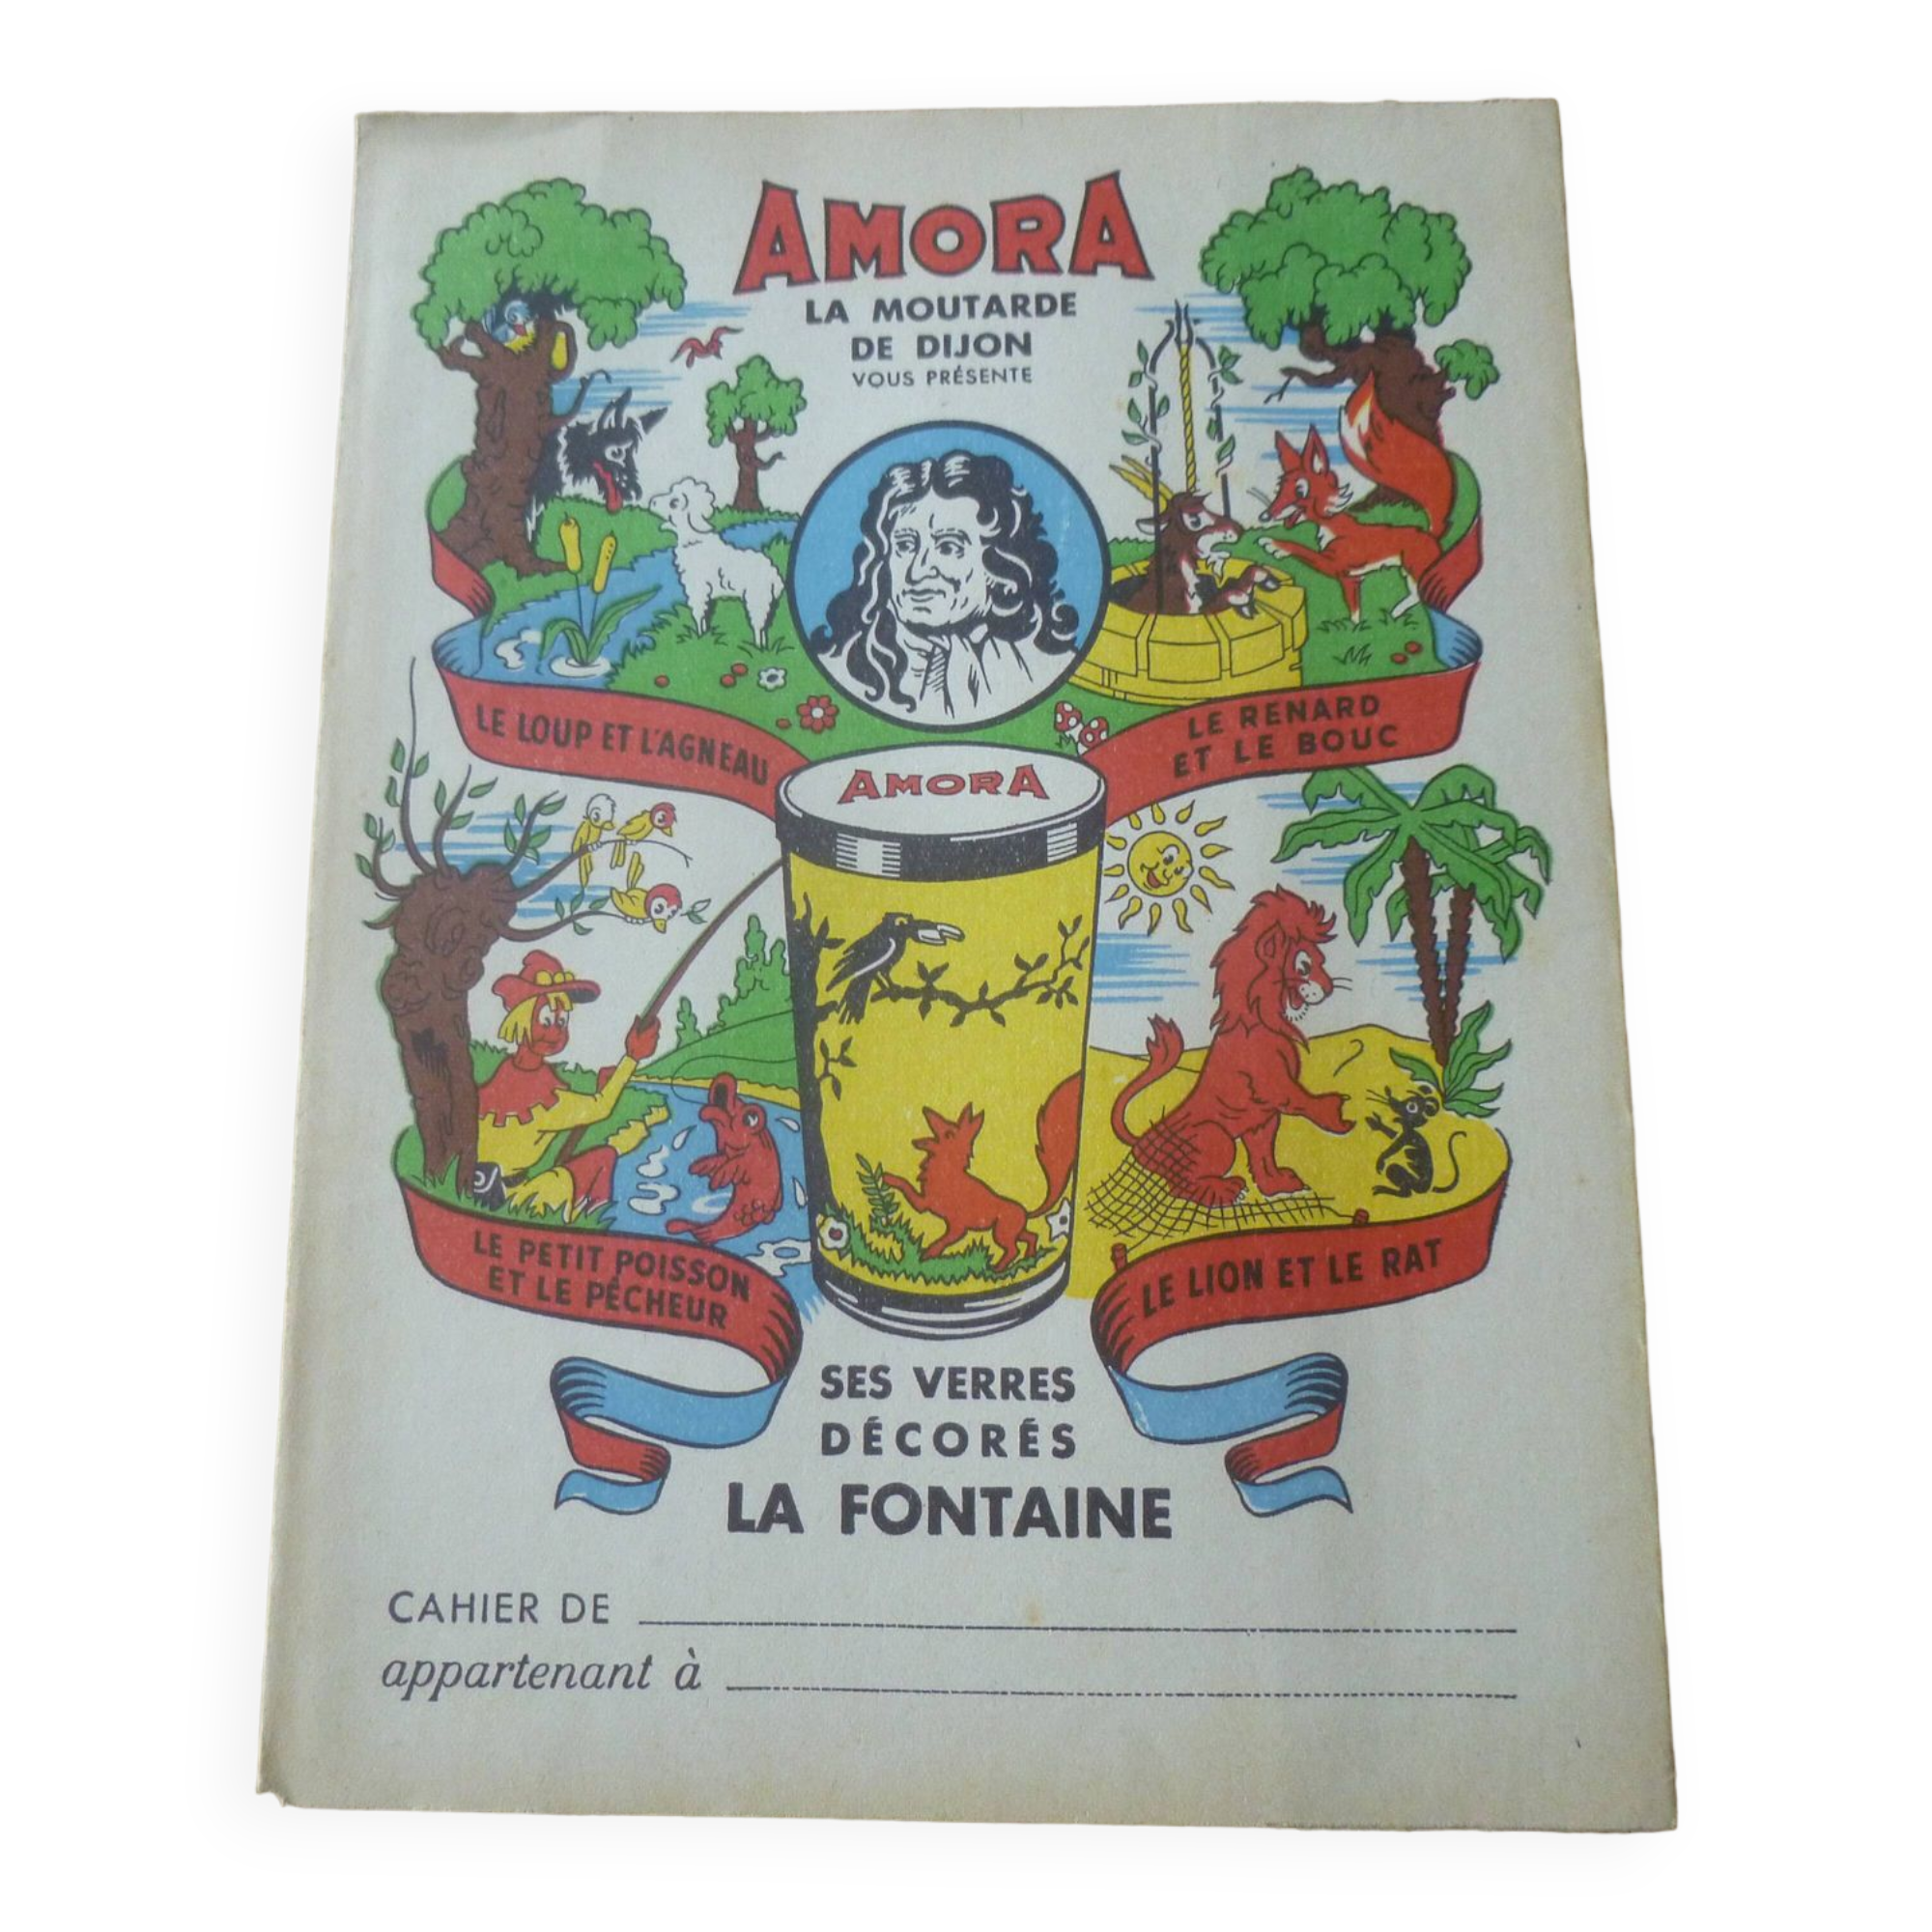 AMORA
LA MOUTARDE
DE DIJON
VOUS PRÉSENTE
LE LOUP ET L'AGNEAU
LE RENARD
ET LE BOUC
AMORA
LE PETIT POISSON
ET LE PÊCHEUR
LE LION ET LE RAT
SES VERRES
DÉCORÉS
LA FONTAINE
CAHIER DE
appartenant à